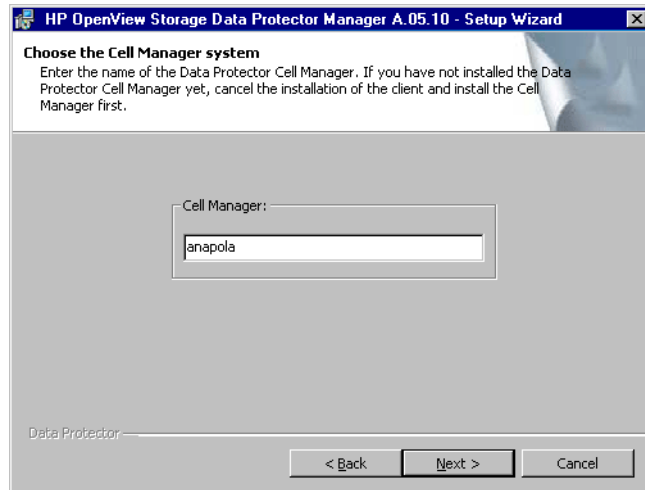 HP OpenView Storage Data Protector Manager A.05.10 - Setup Wizard
Choose the Cell Manager system
Enter the name of the Data Protector Cell Manager. If you have not installed the Data
Protector Cell Manager yet, cancel the installation of the client and install the Cell
Manager first.
Cell Manager:
anapola
Data Protector
< Back
Next >
Cancel